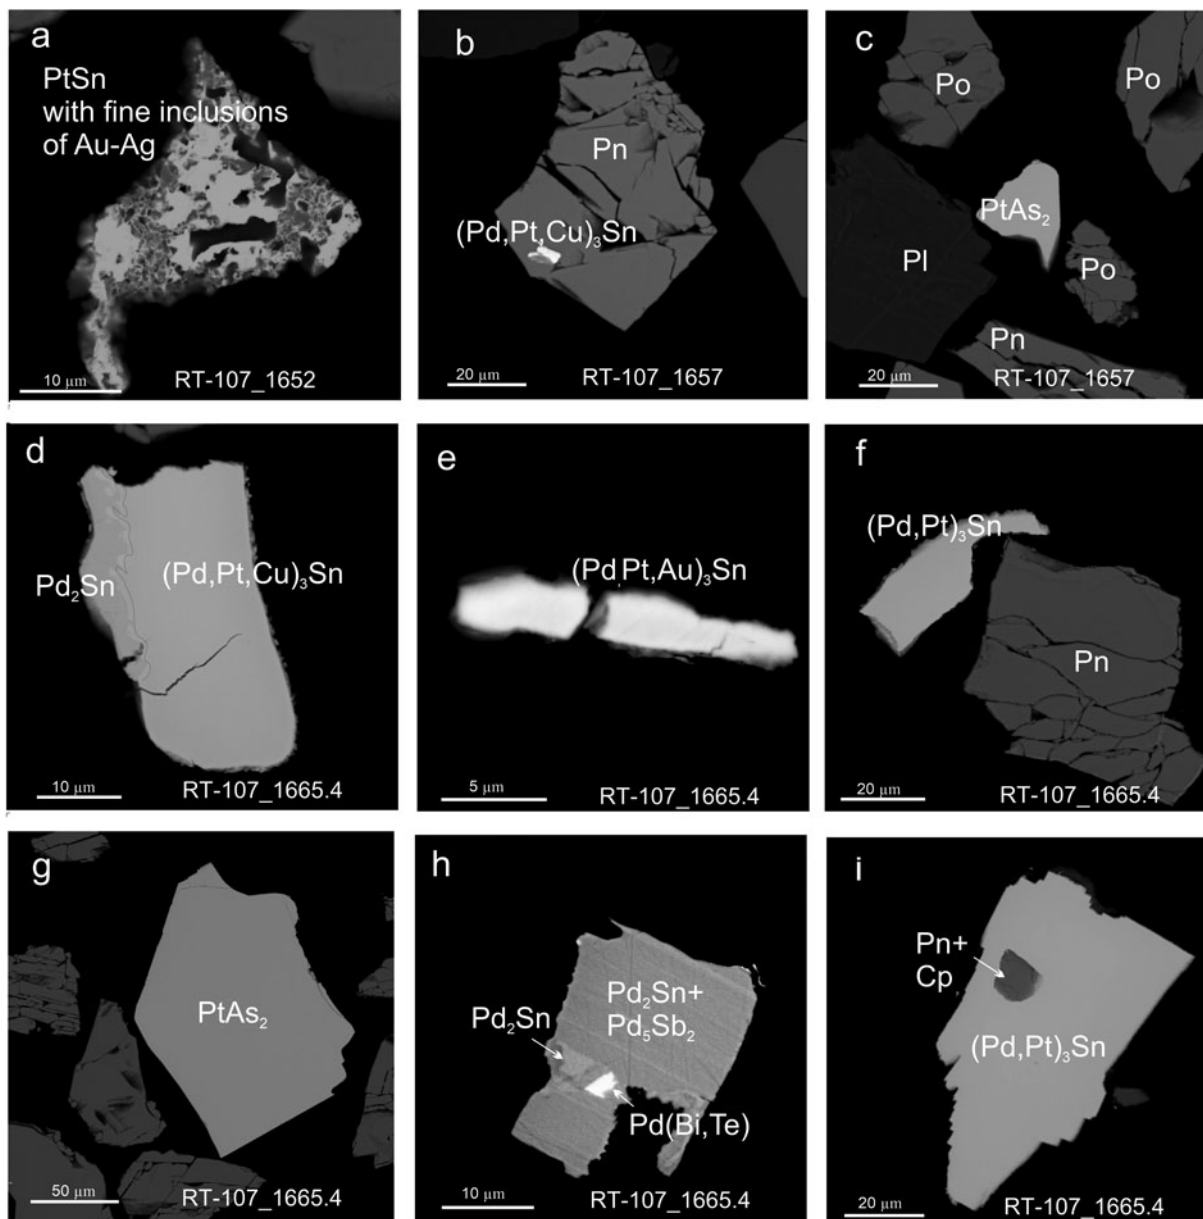 a
PtSn
with fine inclusions
of Au-Ag
10 μm
RT-107_1652
b
Pn
(Pd,Pt,Cu)₃Sn
20 μm
RT-107_1657
c
Po
Po
PtAs₂
Pl
Po
Pn
20 μm
RT-107_1657
d
Pd₂Sn
(Pd,Pt,Cu)₃Sn
10 μm
RT-107_1665.4
e
(Pd,Pt,Au)₃Sn
5 μm
RT-107_1665.4
f
(Pd,Pt)₃Sn
Pn
20 μm
RT-107_1665.4
g
PtAs₂
50 μm
RT-107_1665.4
h
Pd₂Sn+
Pd₅Sb₂
Pd₂Sn
Pd(Bi,Te)
10 μm
RT-107_1665.4
i
Pn+
Cp
(Pd,Pt)₃Sn
20 μm
RT-107_1665.4